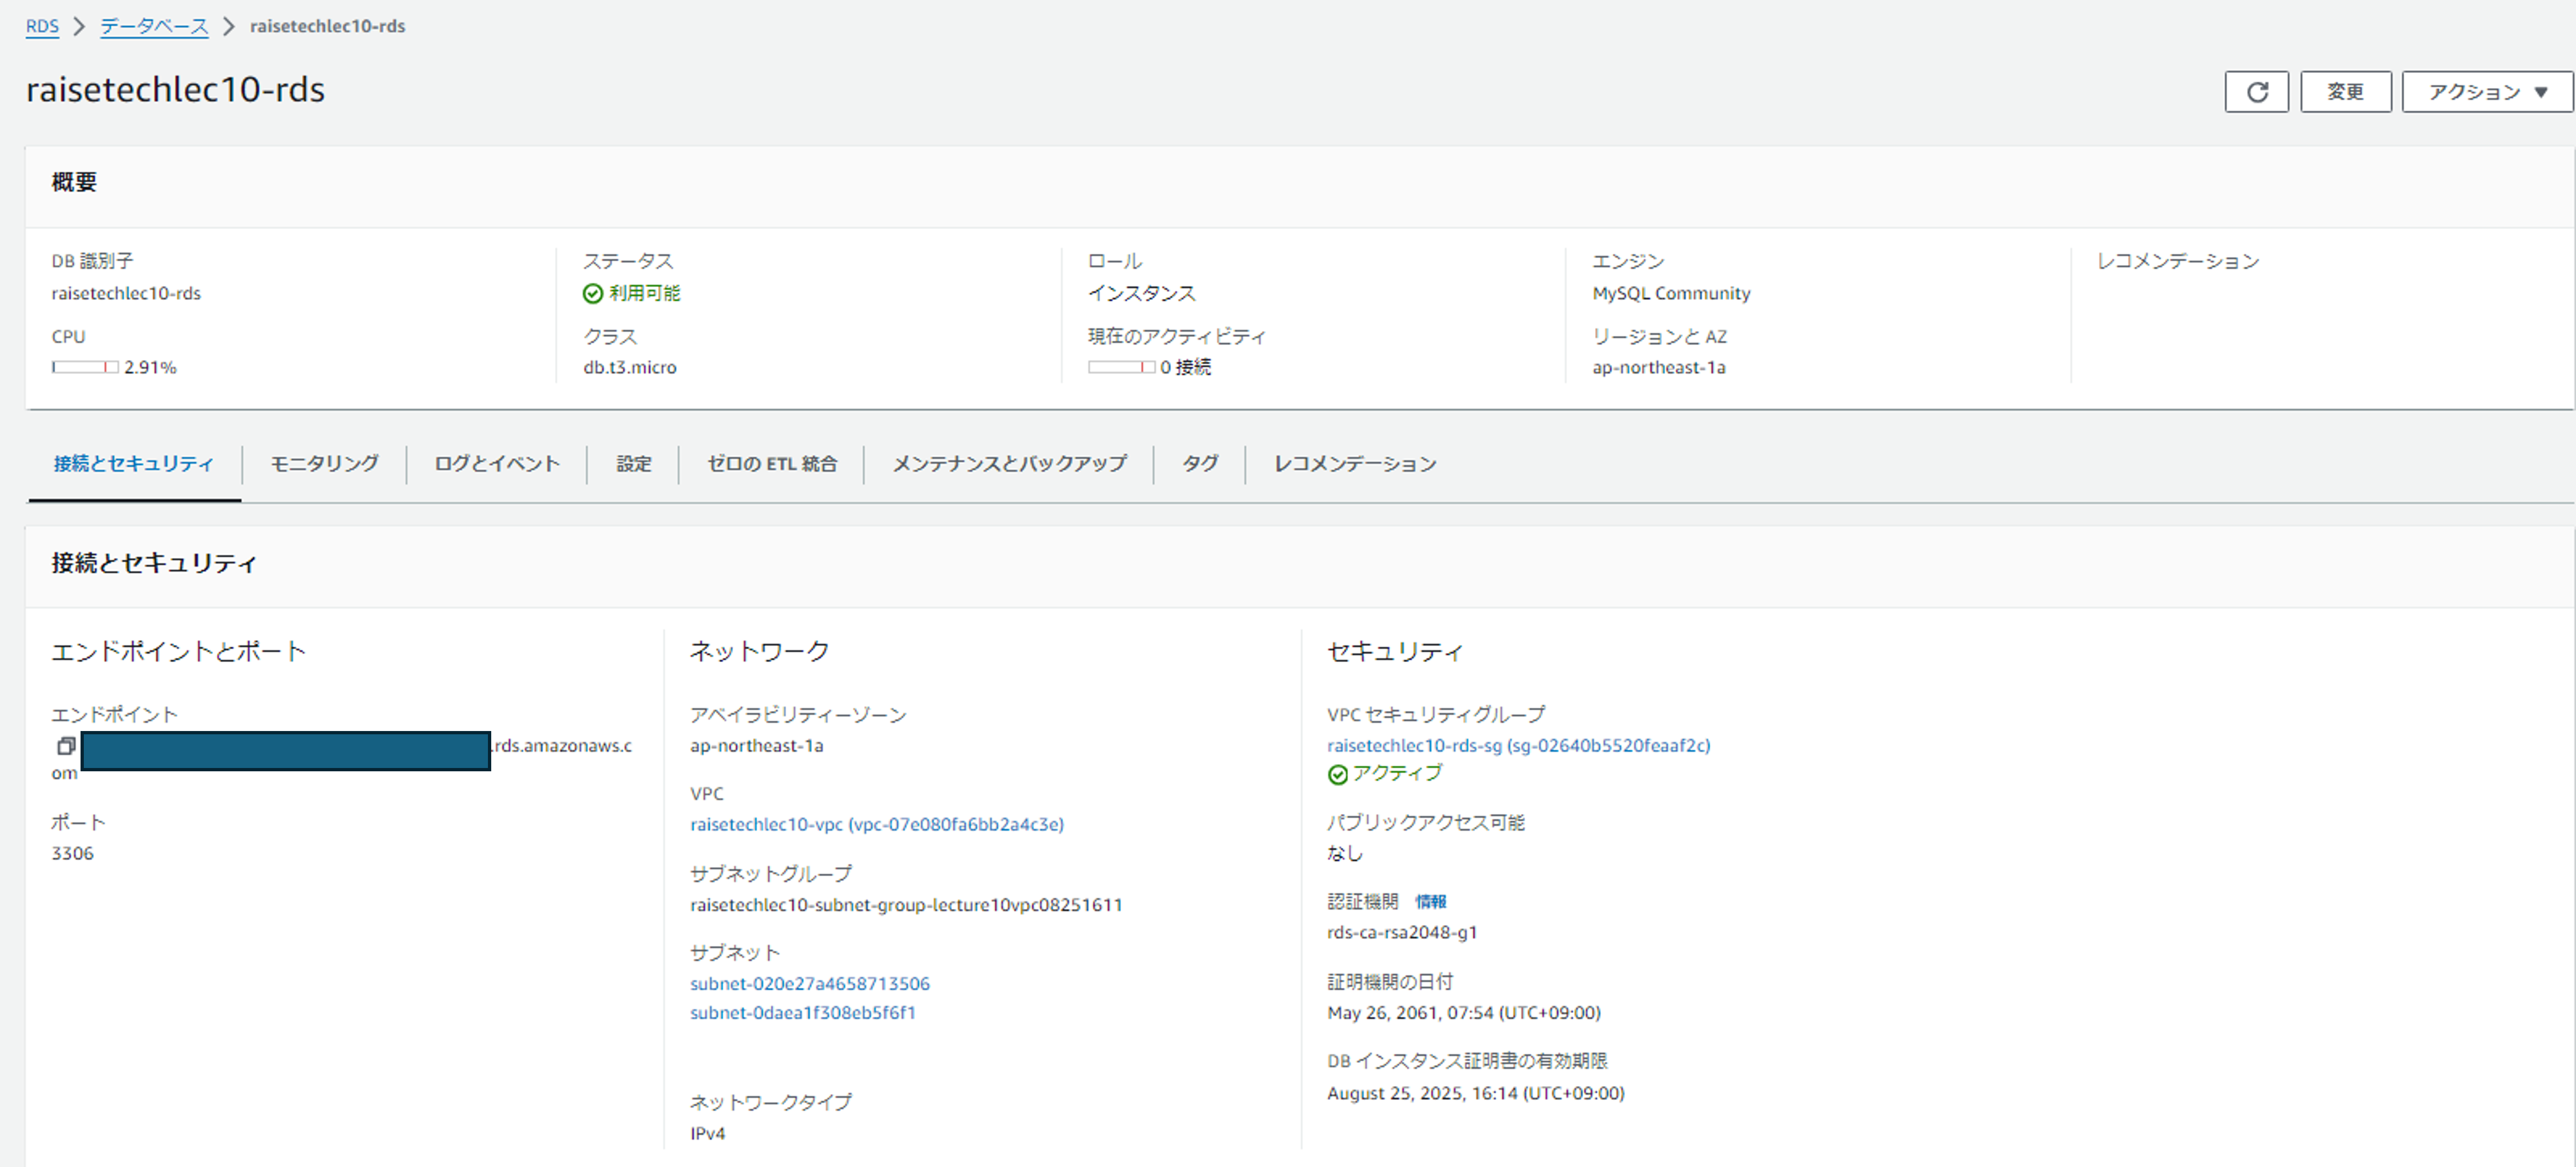 RDS > データベース > raisetechlec10-rds
raisetechlec10-rds
変更
アクション ▼
概要
DB 識別子
raisetechlec10-rds
CPU
2.91%
ステータス
利用可能
クラス
db.t3.micro
ロール
インスタンス
現在のアクティビティ
0 接続
エンジン
MySQL Community
リージョンと AZ
ap-northeast-1a
レコメンデーション
接続とセキュリティ
モニタリング
ログとイベント
設定
ゼロの ETL 統合
メンテナンスとバックアップ
タグ
レコメンデーション
接続とセキュリティ
エンドポイントとポート
エンドポイント
.rds.amazonaws.c
om
ポート
3306
ネットワーク
アベイラビリティーゾーン
ap-northeast-1a
VPC
raisetechlec10-vpc (vpc-07e080fa6bb2a4c3e)
サブネットグループ
raisetechlec10-subnet-group-lecture10vpc08251611
サブネット
subnet-020e27a4658713506
subnet-0daea1f308eb5f6f1
ネットワークタイプ
IPv4
セキュリティ
VPC セキュリティグループ
raisetechlec10-rds-sg (sg-02640b5520feaaf2c)
アクティブ
パブリックアクセス可能
なし
認証機関 情報
rds-ca-rsa2048-g1
証明機関の日付
May 26, 2061, 07:54 (UTC+09:00)
DB インスタンス証明書の有効期限
August 25, 2025, 16:14 (UTC+09:00)